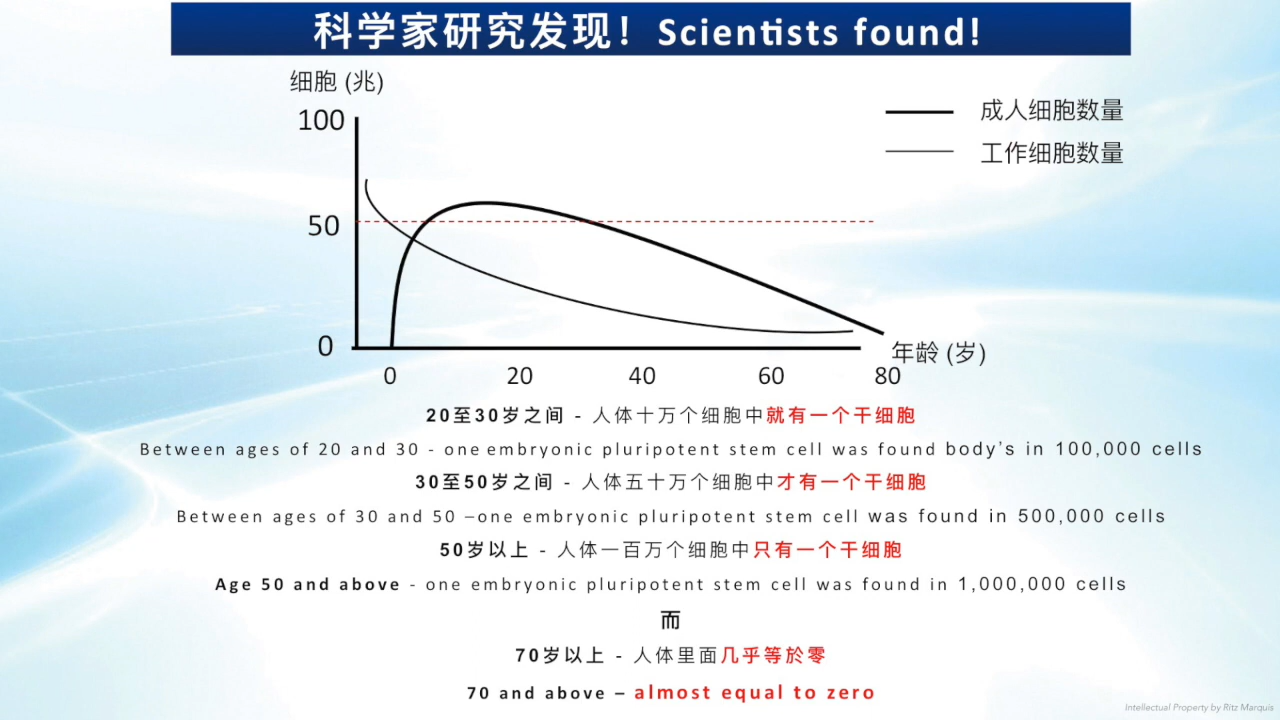 科学家研究发现！Scientists found!
细胞 (兆)
100
50
0
成人细胞数量
工作细胞数量
年龄 (岁)
0 20 40 60 80
20至30岁之间 - 人体十万个细胞中就有一个干细胞
Between ages of 20 and 30 - one embryonic pluripotent stem cell was found body's in 100,000 cells
30至50岁之间 - 人体五十万个细胞中才有一个干细胞
Between ages of 30 and 50 –one embryonic pluripotent stem cell was found in 500,000 cells
50岁以上 - 人体一百万个细胞中只有一个干细胞
Age 50 and above - one embryonic pluripotent stem cell was found in 1,000,000 cells
而
70岁以上 - 人体里面几乎等於零
70 and above – almost equal to zero
Intellectual Property by Ritz Marquis